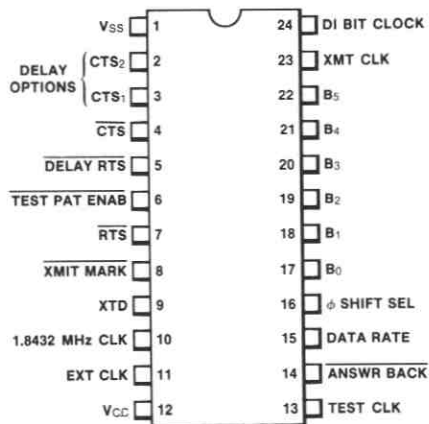 VSS 1 24 DI BIT CLOCK
DELAY OPTIONS
CTS2 2 23 XMT CLK
CTS1 3 22 B5
CTS 4 21 B4
DELAY RTS 5 20 B3
TEST PAT ENAB 6 19 B2
RTS 7 18 B1
XMIT MARK 8 17 B0
XTD 9 16 φ SHIFT SEL
1.8432 MHz CLK 10 15 DATA RATE
EXT CLK 11 14 ANSWR BACK
VCC 12 13 TEST CLK